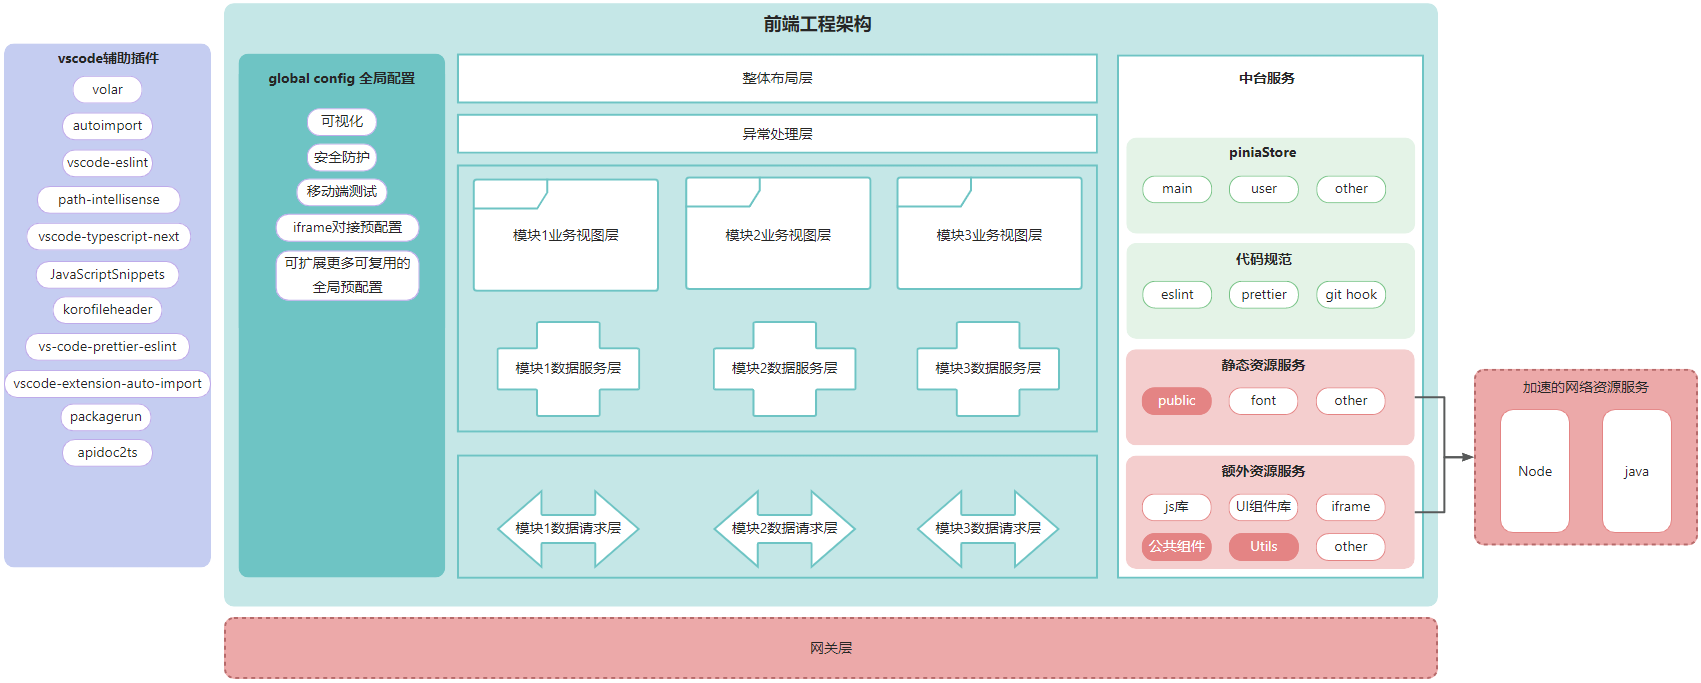 前端工程架构
vscode辅助插件
volar
autoimport
vscode-eslint
path-intellisense
vscode-typescript-next
JavaScriptSnippets
korofileheader
vs-code-prettier-eslint
vscode-extension-auto-import
packagerun
apidoc2ts
global config 全局配置
可视化
安全防护
移动端测试
iframe对接预配置
可扩展更多可复用的
全局预配置
整体布局层
异常处理层
模块1业务视图层
模块2业务视图层
模块3业务视图层
模块1数据服务层
模块2数据服务层
模块3数据服务层
模块1数据请求层
模块2数据请求层
模块3数据请求层
中台服务
piniaStore
main
user
other
代码规范
eslint
prettier
git hook
静态资源服务
public
font
other
额外资源服务
js库
UI组件库
iframe
公共组件
Utils
other
加速的网络资源服务
Node
java
网关层